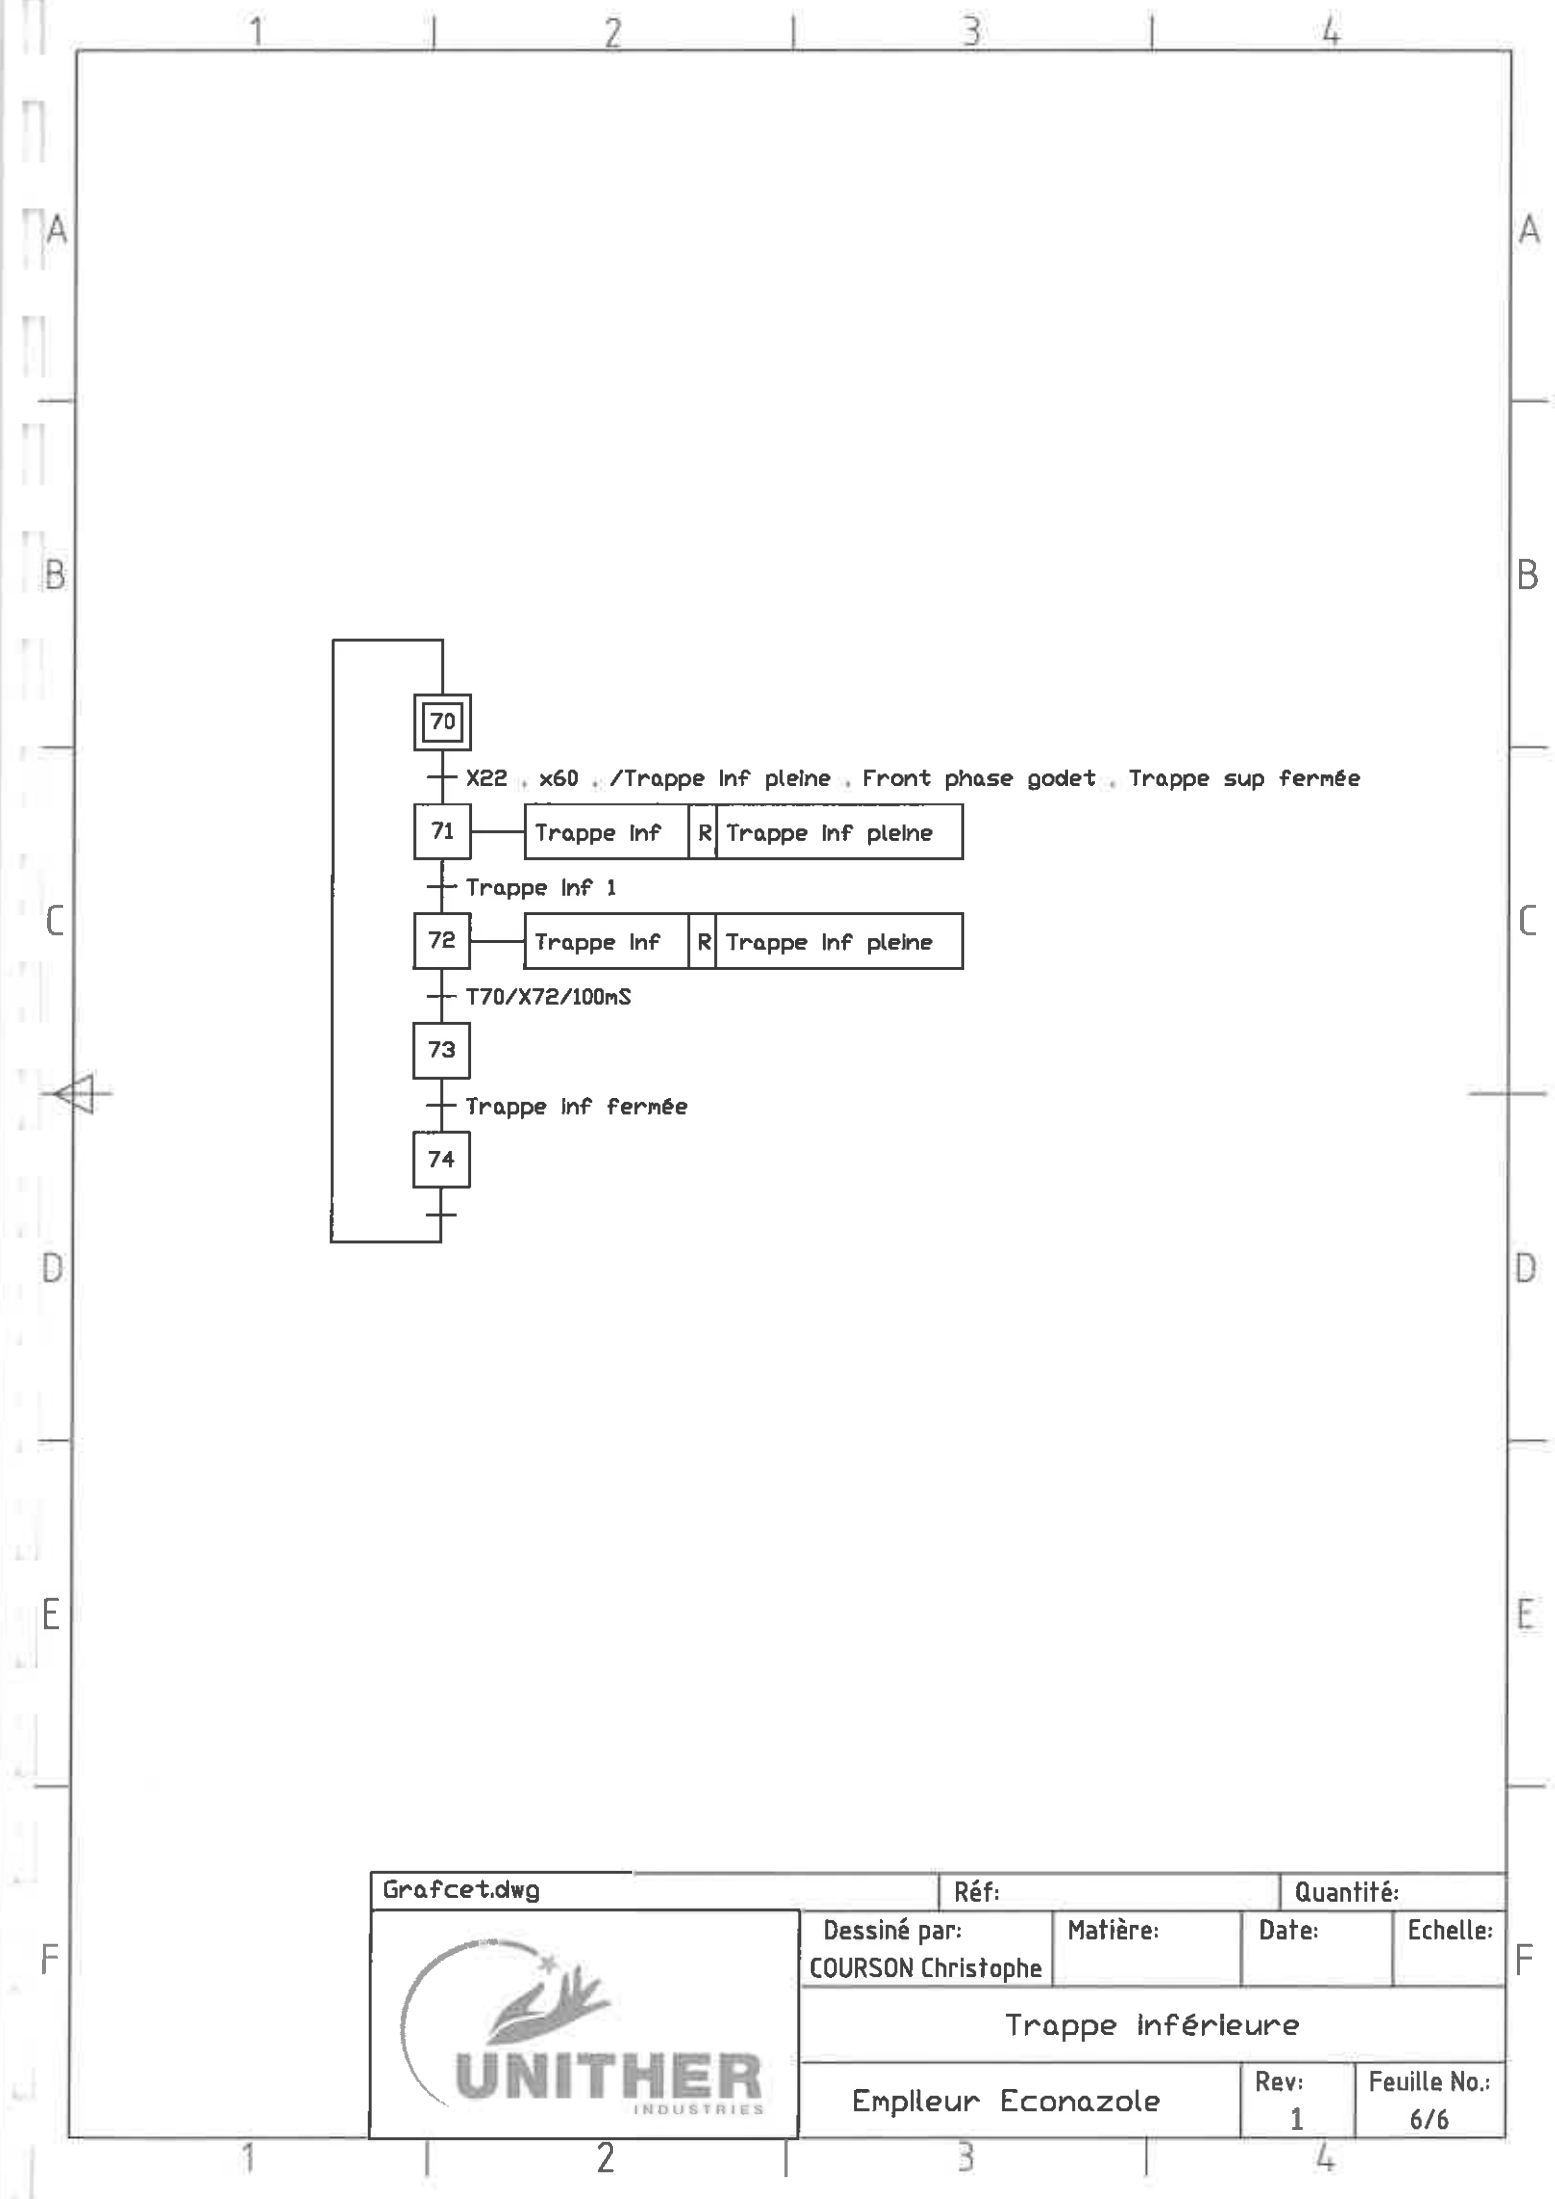 1 2 3 4
A A
B B
70
X22 . x60 . /Trappe inf pleine . Front phase godet . Trappe sup fermée
71 Trappe inf R Trappe inf pleine
Trappe inf 1
C C
72 Trappe inf R Trappe inf pleine
T70/X72/100mS
73
Trappe inf fermée
74
D D
E E
Grafcet.dwg Réf: Quantité:
Dessiné par: Matière: Date: Echelle:
F F
COURSON Christophe
Trappe inférieure
UNITHER
INDUSTRIES
Empileur Econazole
Rev: Feuille No.:
1 6/6
1 2 3 4